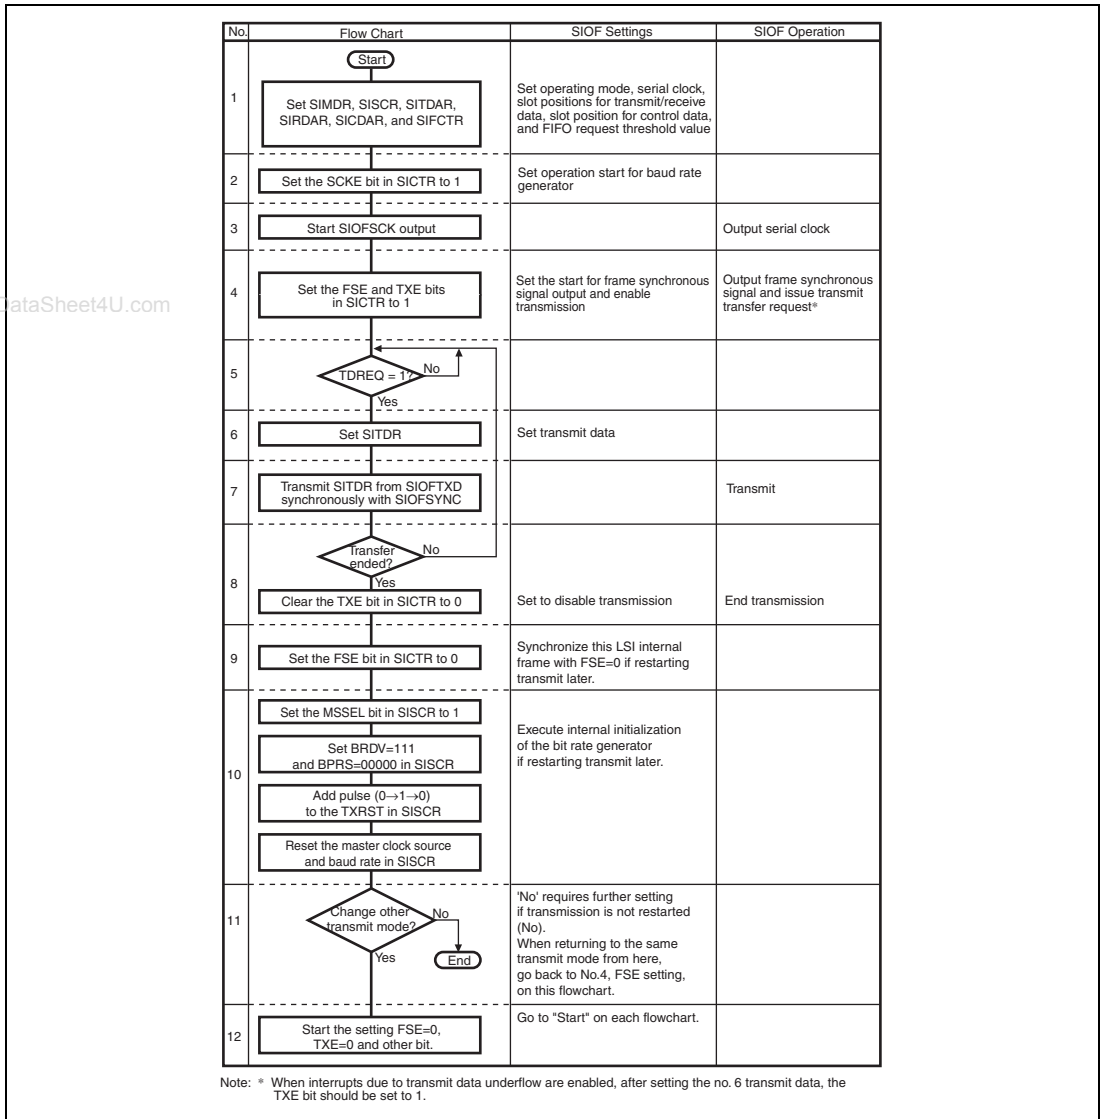 No.
Flow Chart
SIOF Settings
SIOF Operation
Start
1
Set SIMDR, SISCR, SITDAR,
SIRDAR, SICDAR, and SIFCTR
Set operating mode, serial clock,
slot positions for transmit/receive
data, slot position for control data,
and FIFO request threshold value
2
Set the SCKE bit in SICTR to 1
Set operation start for baud rate
generator
3
Start SIOFSCK output
Output serial clock
4
Set the FSE and TXE bits
in SICTR to 1
Set the start for frame synchronous
signal output and enable
transmission
Output frame synchronous
signal and issue transmit
transfer request*
DataSheet4U.com
5
TDREQ = 1?
No
Yes
6
Set SITDR
Set transmit data
7
Transmit SITDR from SIOFTXD
synchronously with SIOFSYNC
Transmit
8
Transfer
ended?
No
Yes
Clear the TXE bit in SICTR to 0
Set to disable transmission
End transmission
9
Set the FSE bit in SICTR to 0
Synchronize this LSI internal
frame with FSE=0 if restarting
transmit later.
10
Set the MSSEL bit in SISCR to 1
Set BRDV=111
and BPRS=00000 in SISCR
Add pulse (0→1→0)
to the TXRST in SISCR
Reset the master clock source
and baud rate in SISCR
Execute internal initialization
of the bit rate generator
if restarting transmit later.
11
Change other
transmit mode?
No
Yes
End
'No' requires further setting
if transmission is not restarted
(No).
When returning to the same
transmit mode from here,
go back to No.4, FSE setting,
on this flowchart.
12
Start the setting FSE=0,
TXE=0 and other bit.
Go to "Start" on each flowchart.
Note: * When interrupts due to transmit data underflow are enabled, after setting the no. 6 transmit data, the
TXE bit should be set to 1.